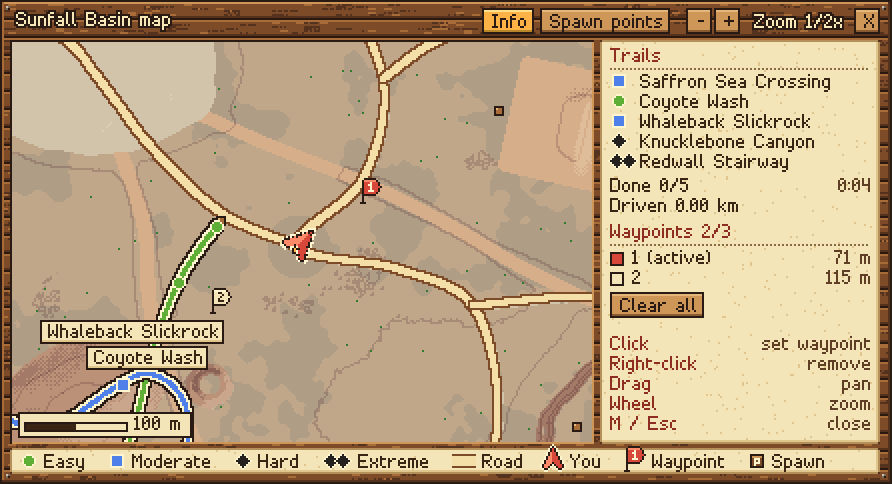 Sunfall Basin map
Info
Spawn points
-
+
Zoom 1/2x
X
Trails
Saffron Sea Crossing
Coyote Wash
Whaleback Slickrock
Knucklebone Canyon
Redwall Stairway
Done 0/5 0:04
Driven 0.00 km
Waypoints 2/3
1 (active) 71 m
2 115 m
Clear all
Click set waypoint
Right-click remove
Drag pan
Wheel zoom
M / Esc close
1
2
Whaleback Slickrock
Coyote Wash
100 m
Easy Moderate Hard Extreme Road You 1 Waypoint Spawn